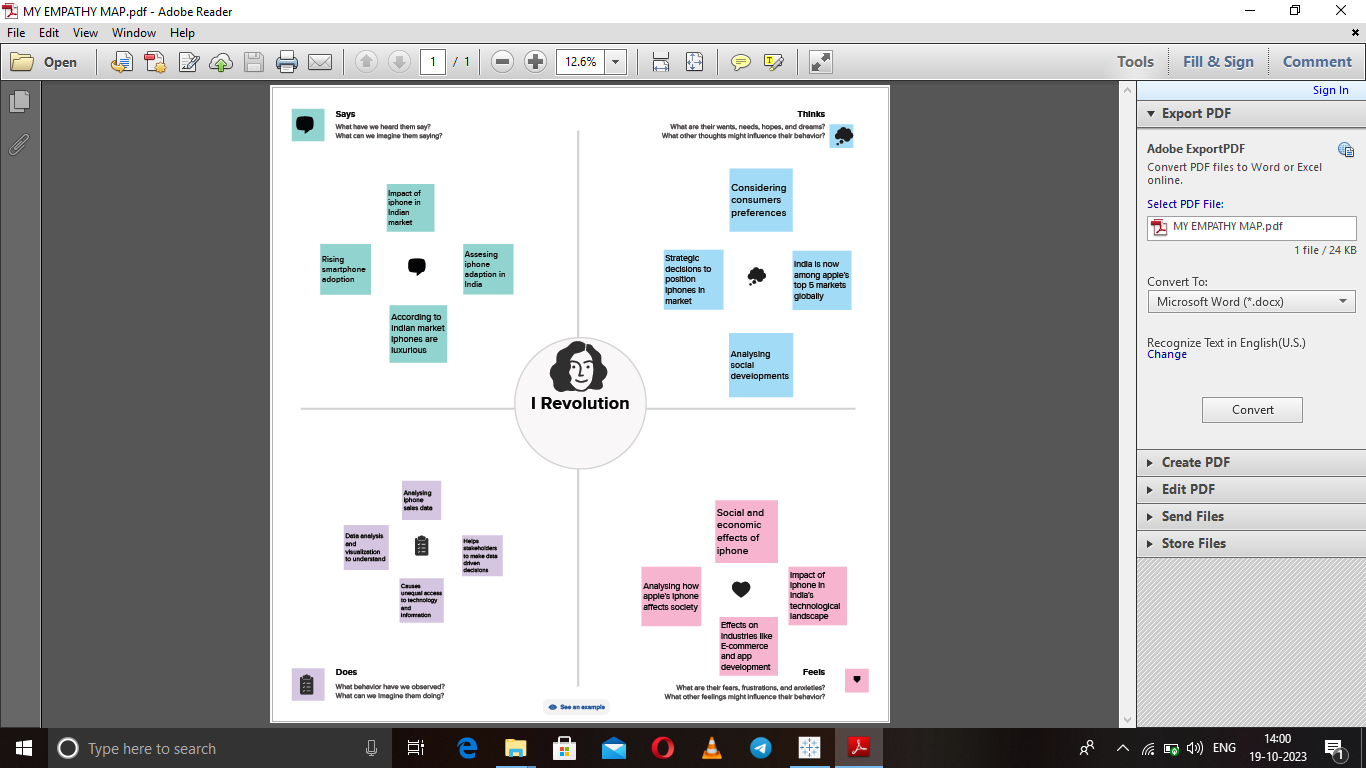 MY EMPATHY MAP.pdf - Adobe Reader
File Edit View Window Help
Open
1 / 1
12.6%
Tools
Fill & Sign
Comment
Says
What have we heard them say?
What can we imagine them saying?
Thinks
What are their wants, needs, hopes, and dreams?
What other thoughts might influence their behavior?
Impact of
iphone in
Indian
market
Rising
smartphone
adoption
Assesing
iphone
adaption in
India
According to
indian market
iphones are
luxurious
Considering
consumers
preferences
Strategic
decisions to
position
iphones in
market
India is now
among apple's
top 5 markets
globally
Analysing
social
developments
I Revolution
Analysing
iphone
sales data
Data analysis
and
visualization
to understand
Helps
stakeholders
to make data
driven
decisions
Causes
unequal access
to technology
and
information
Social and
economic
effects of
iphone
Analysing how
apple's iphone
affects society
Impact of
iphone in
India's
technological
landscape
Effects on
industries like
E-commerce
and app
development
Does
What behavior have we observed?
What can we imagine them doing?
Feels
What are their fears, frustrations, and anxieties?
What other feelings might influence their behavior?
See an example
Sign In
Export PDF
Adobe ExportPDF
Convert PDF files to Word or Excel
online.
Select PDF File:
MY EMPATHY MAP.pdf
1 file / 24 KB
Convert To:
Microsoft Word (*.docx)
Recognize Text in English(U.S.)
Change
Convert
Create PDF
Edit PDF
Send Files
Store Files
Type here to search
ENG
14:00
19-10-2023
1